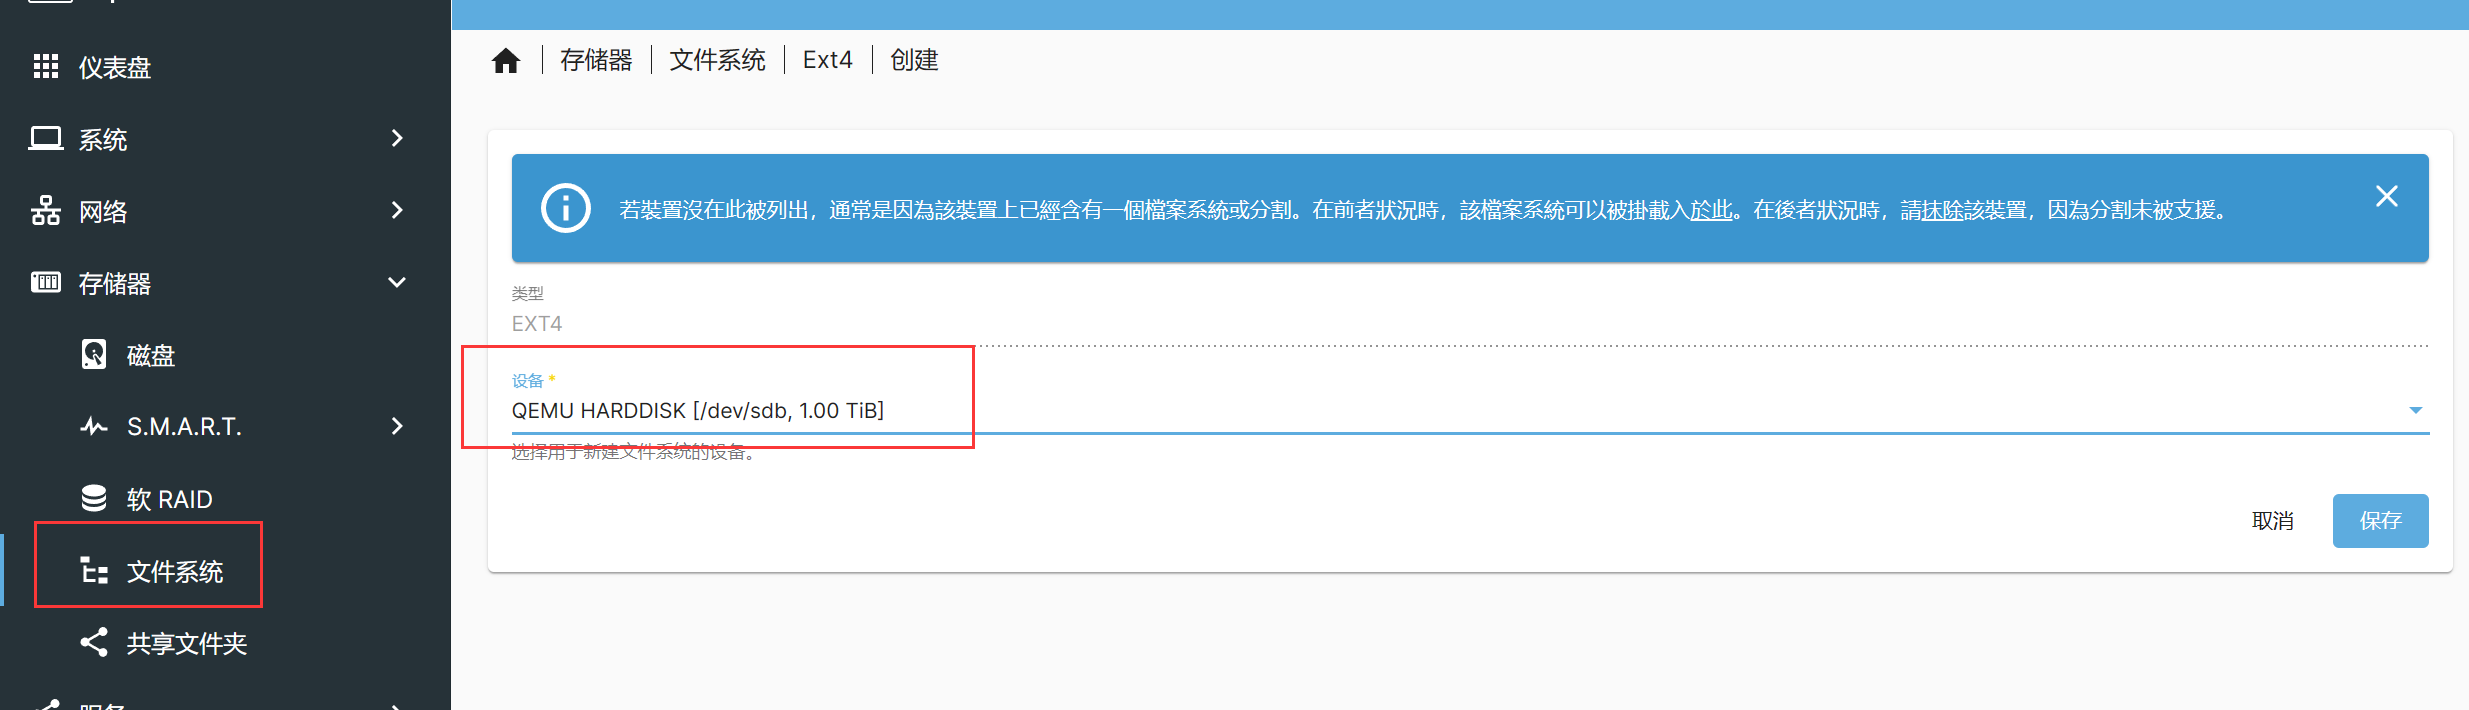 仪表盘
系统
网络
存储器
磁盘
S.M.A.R.T.
软 RAID
文件系统
共享文件夹
存储器 文件系统 Ext4 创建
若裝置沒在此被列出，通常是因為該裝置上已經含有一個檔案系統或分割。在前者狀況時，該檔案系統可以被掛載入於此。在後者狀況時，請抹除該裝置，因為分割未被支援。
类型
EXT4
设备 *
QEMU HARDDISK [/dev/sdb, 1.00 TiB]
选择用于新建文件系统的设备。
取消 保存